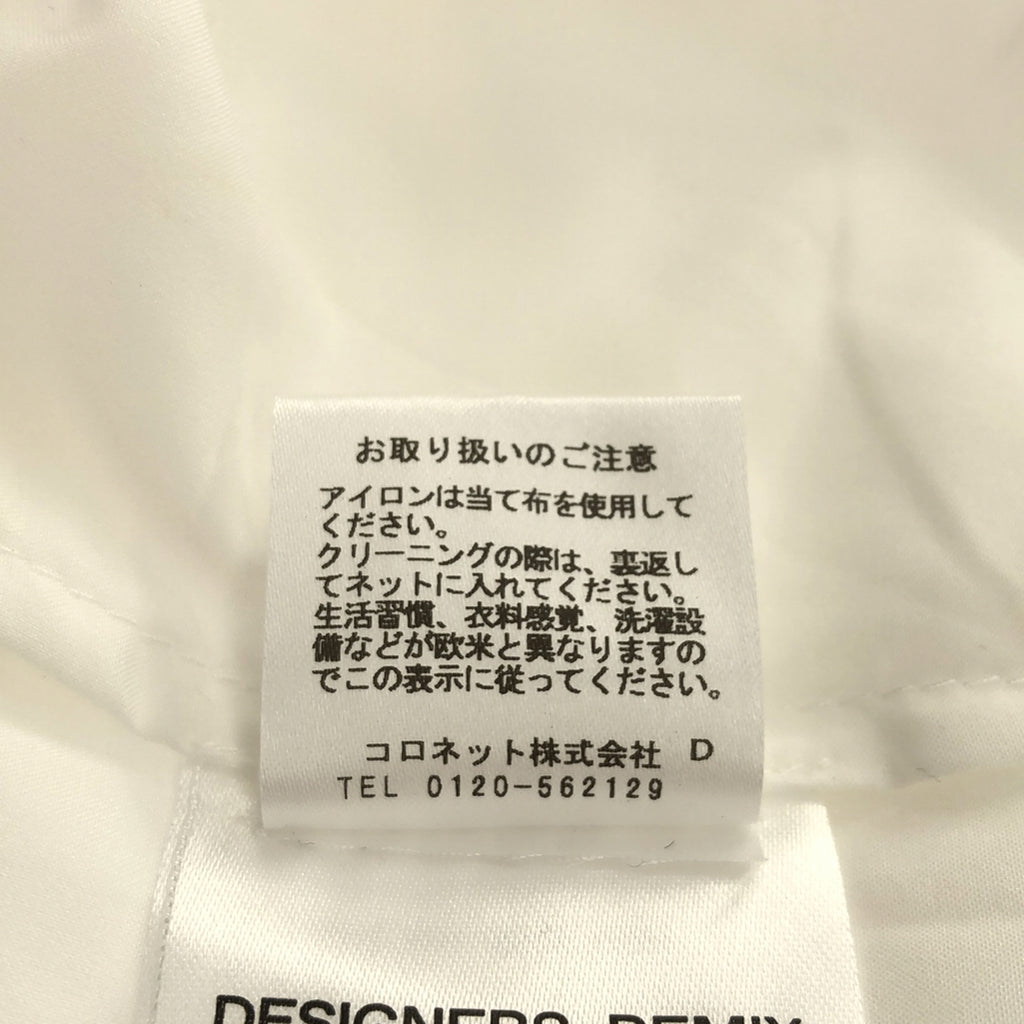 お取り扱いのご注意
アイロンは当て布を使用して
ください。
クリーニングの際は、裏返し
てネットに入れてください。
生活習慣、衣料感覚、洗濯設
備などが欧米と異なりますの
でこの表示に従ってください。
コロネット株式会社 D
TEL 0120-562129
DESIGNERS REMIX